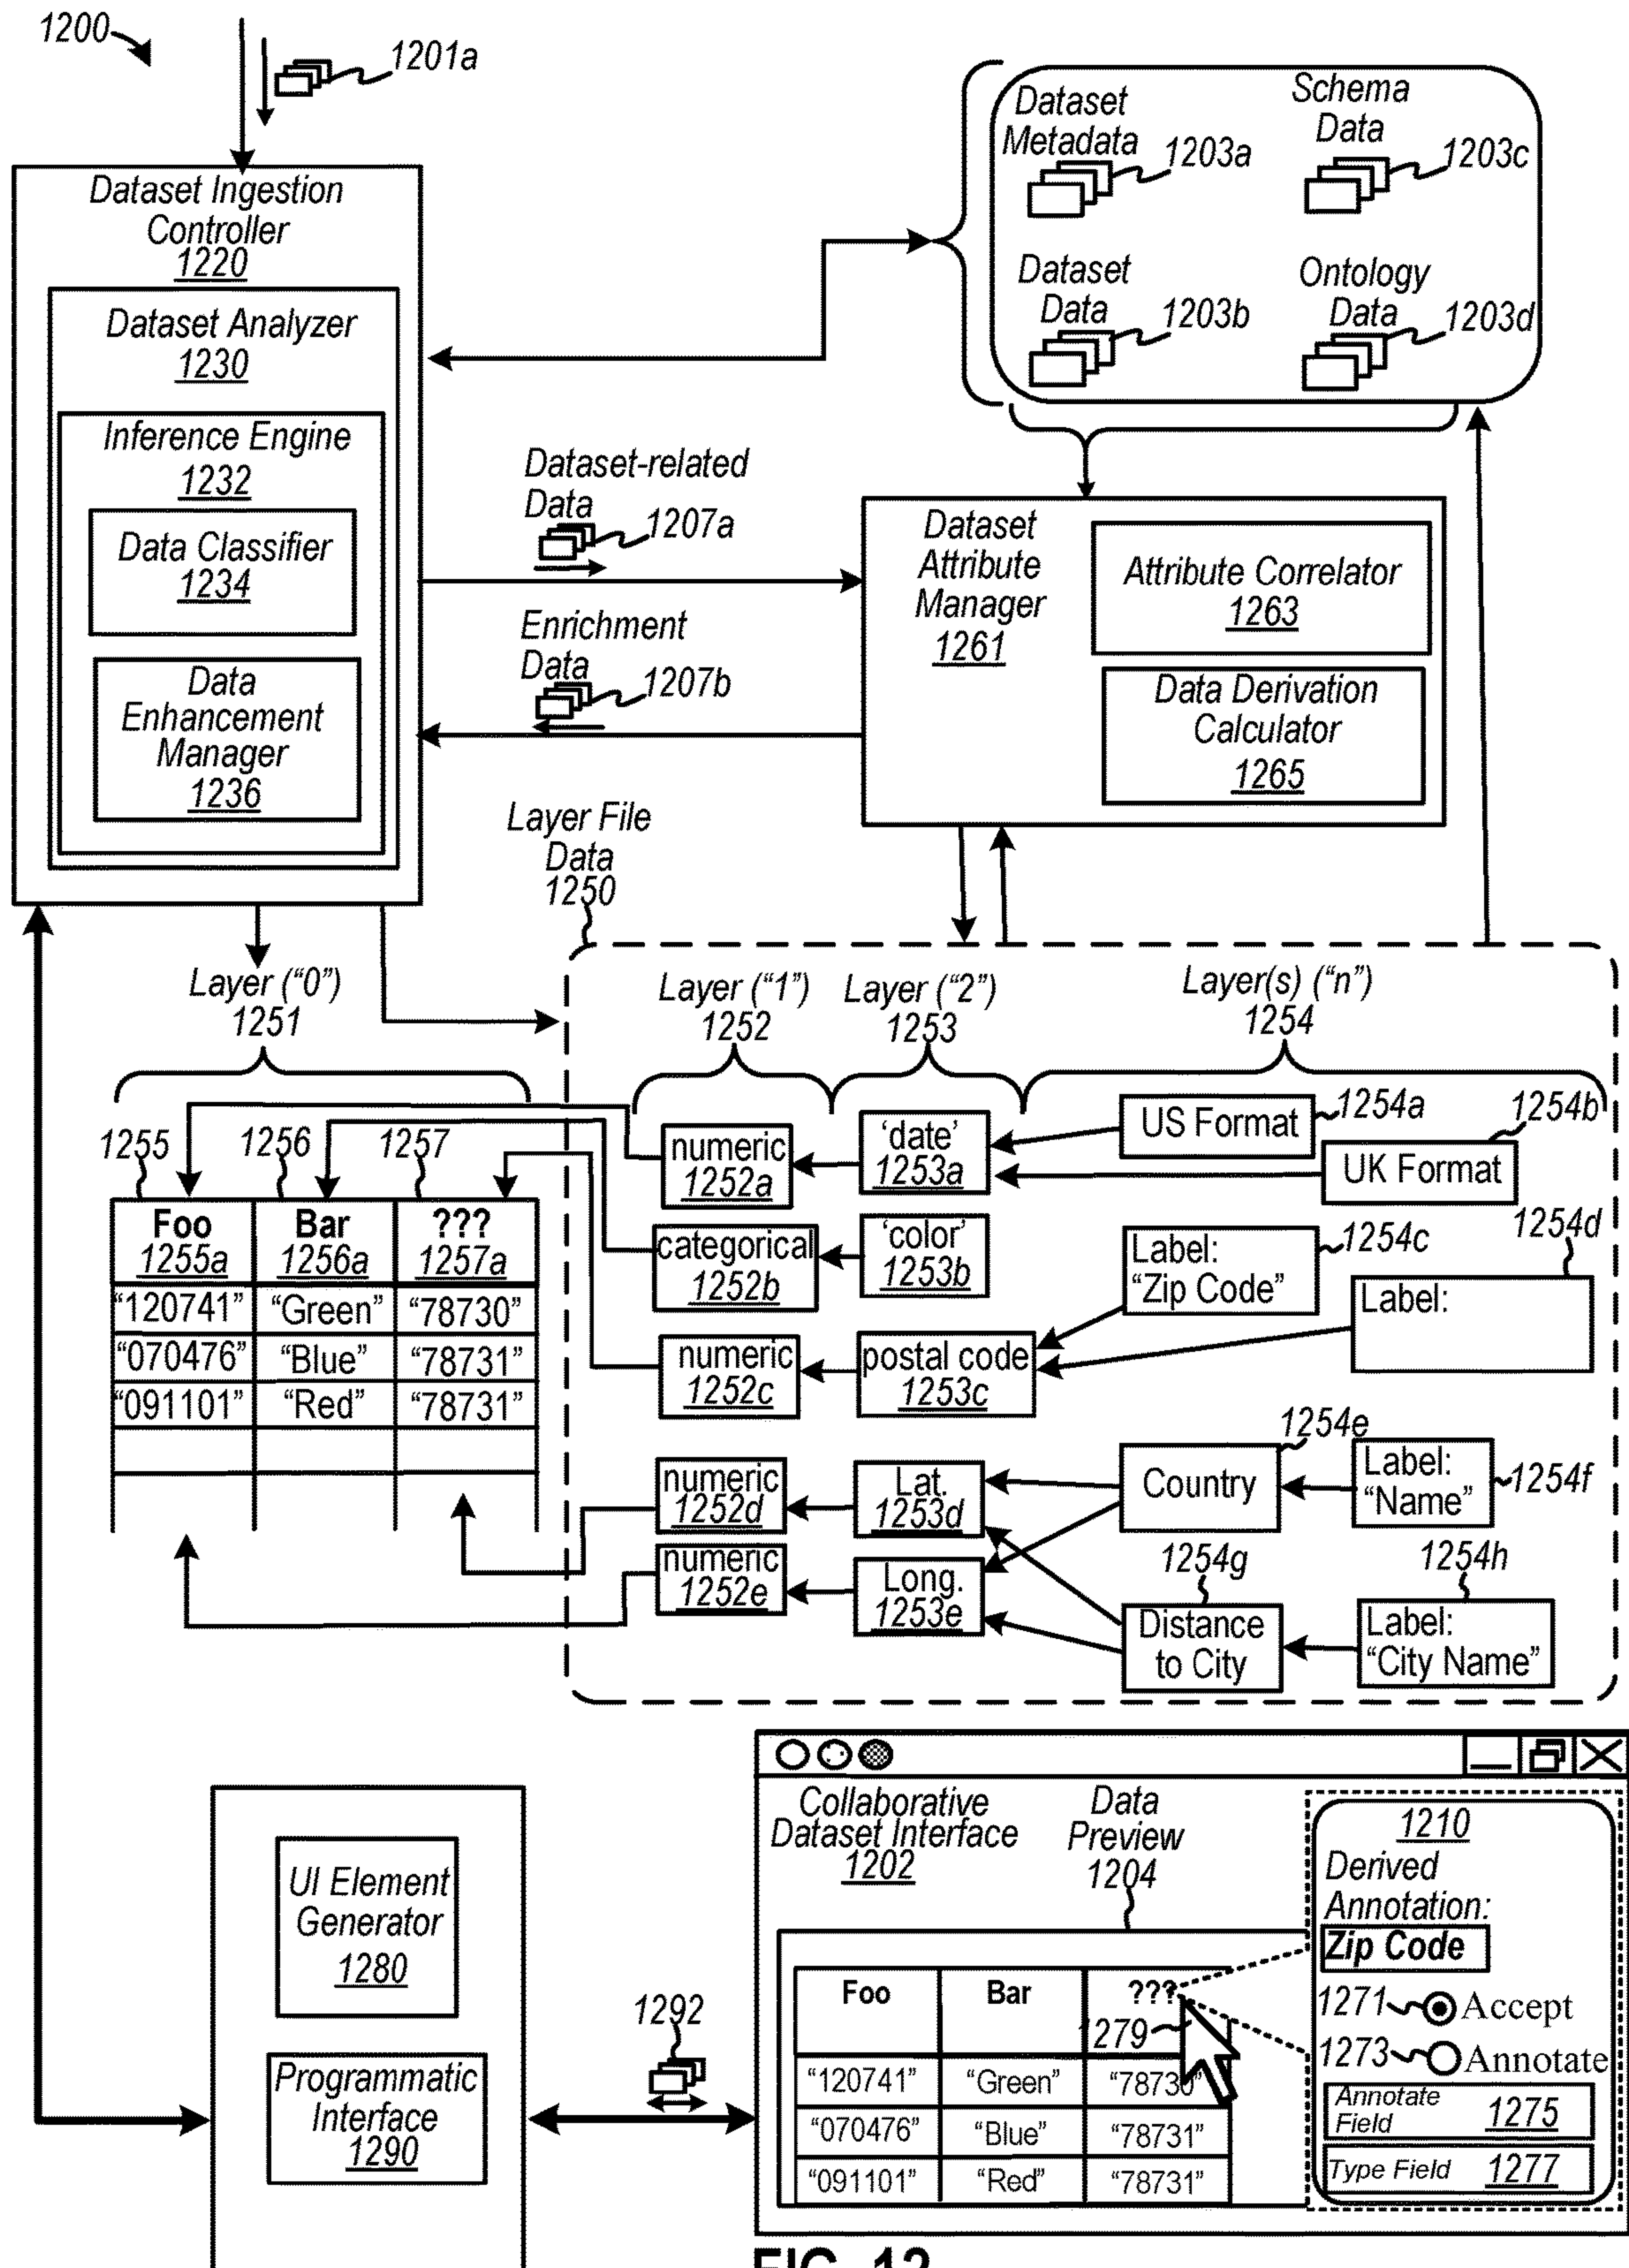 1200
1201a
Dataset Ingestion
Controller
1220
Dataset Analyzer
1230
Inference Engine
1232
Data Classifier
1234
Data
Enhancement
Manager
1236
Dataset
Metadata
1203a
Schema
Data
1203c
Dataset
Data
1203b
Ontology
Data
1203d
Dataset-related
Data
1207a
Enrichment
Data
1207b
Dataset
Attribute
Manager
1261
Attribute Correlator
1263
Data Derivation
Calculator
1265
Layer File
Data
1250
Layer (“0”)
1251
Layer (“1”)
1252
Layer (“2”)
1253
Layer(s) (“n”)
1254
1255
1256
1257
Foo
1255a
Bar
1256a
???
1257a
“120741” “Green” “78730”
“070476” “Blue” “78731”
“091101” “Red” “78731”
numeric
1252a
‘date’
1253a
US Format
1254a
UK Format
1254b
categorical
1252b
‘color’
1253b
Label:
“Zip Code”
1254c
Label:
1254d
numeric
1252c
postal code
1253c
numeric
1252d
Lat.
1253d
Country
1254e
Label:
“Name”
1254f
numeric
1252e
Long.
1253e
1254g
Distance
to City
1254h
Label:
“City Name”
UI Element
Generator
1280
Programmatic
Interface
1290
1292
Collaborative
Dataset Interface
1202
Data
Preview
1204
Foo Bar ???
1279
“120741” “Green” “78730”
“070476” “Blue” “78731”
“091101” “Red” “78731”
1210
Derived
Annotation:
Zip Code
1271 Accept
1273 Annotate
Annotate
Field 1275
Type Field 1277
FIG. 12